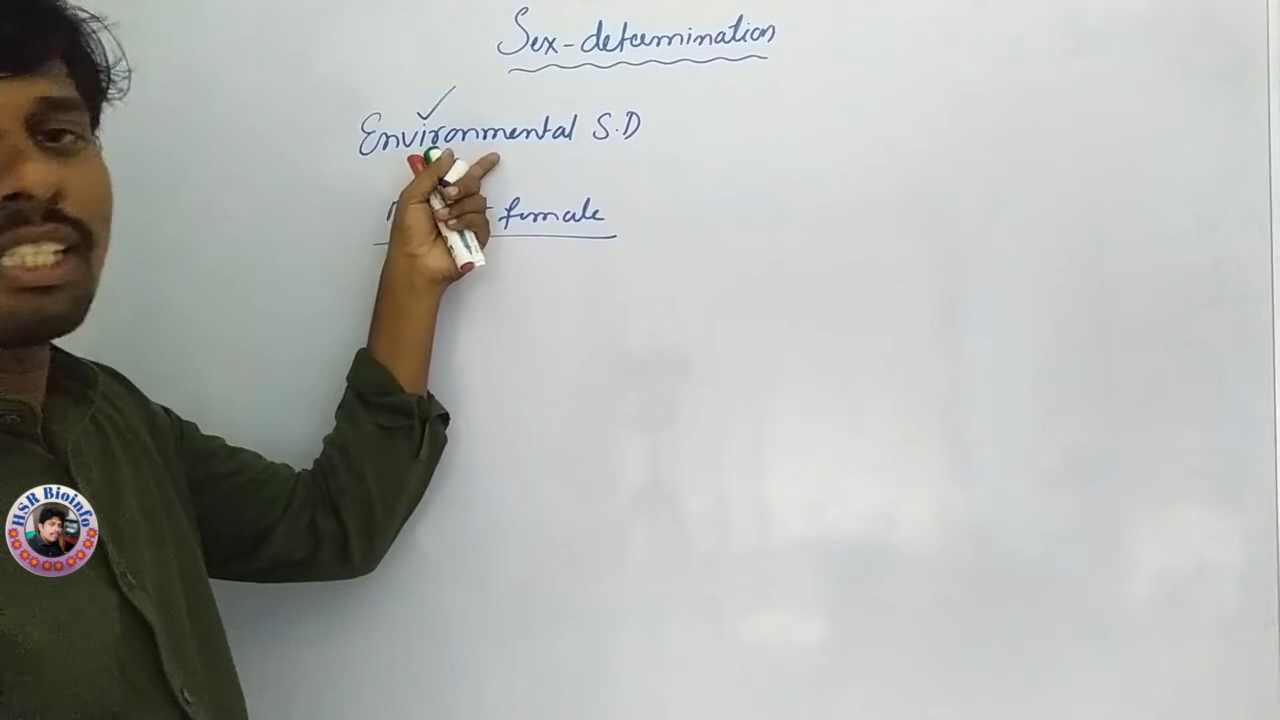 Sex-determination
Environmental S.D
female
HSR Bioinfo